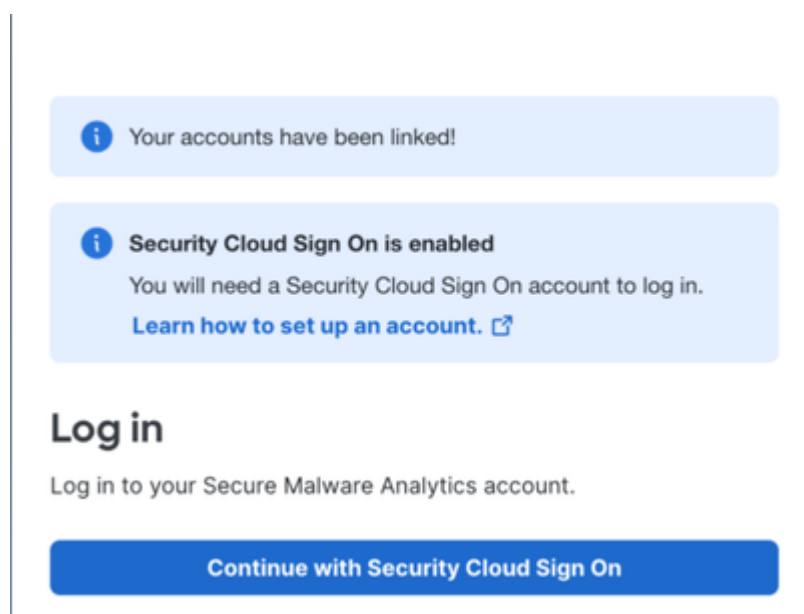 Your accounts have been linked!
Security Cloud Sign On is enabled
You will need a Security Cloud Sign On account to log in.
Learn how to set up an account.
Log in
Log in to your Secure Malware Analytics account.
Continue with Security Cloud Sign On